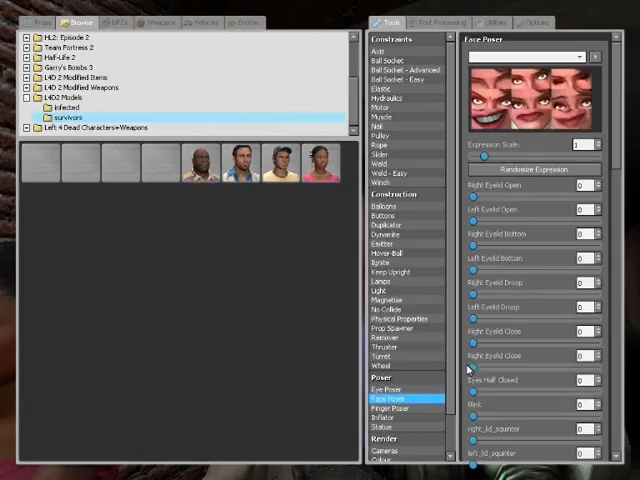 Props Browse NPCs Weapons Vehicles Entities
HL2: Episode 2
Team Fortress 2
Half-Life 2
Garry's Bombs 3
L4D 2 Modified Items
L4D 2 Modified Weapons
L4D2 Models
infected
survivors
Left 4 Dead Characters+Weapons
Tools Post Processing Utilities Options
Constraints
Axis
Ball Socket
Ball Socket - Advanced
Ball Socket - Easy
Elastic
Hydraulics
Motor
Muscle
Nail
Pulley
Rope
Slider
Weld
Weld - Easy
Winch
Construction
Balloons
Buttons
Duplicator
Dynamite
Emitter
Hover-Ball
Ignite
Keep Upright
Lamps
Light
Magnetise
No Collide
Physical Properties
Prop Spawner
Remover
Thruster
Turret
Wheel
Poser
Eye Poser
Face Poser
Finger Poser
Inflator
Statue
Render
Cameras
Colour
Face Poser
Expression Scale: 1
Randomize Expression
Right Eyelid Open 0
Left Eyelid Open 0
Right Eyelid Bottom 0
Left Eyelid Bottom 0
Right Eyelid Droop 0
Left Eyelid Droop 0
Right Eyelid Close 0
Right Eyelid Close 0
Eyes Half Closed 0
Blink 0
right_lid_squinter 0
left_lid_squinter 0